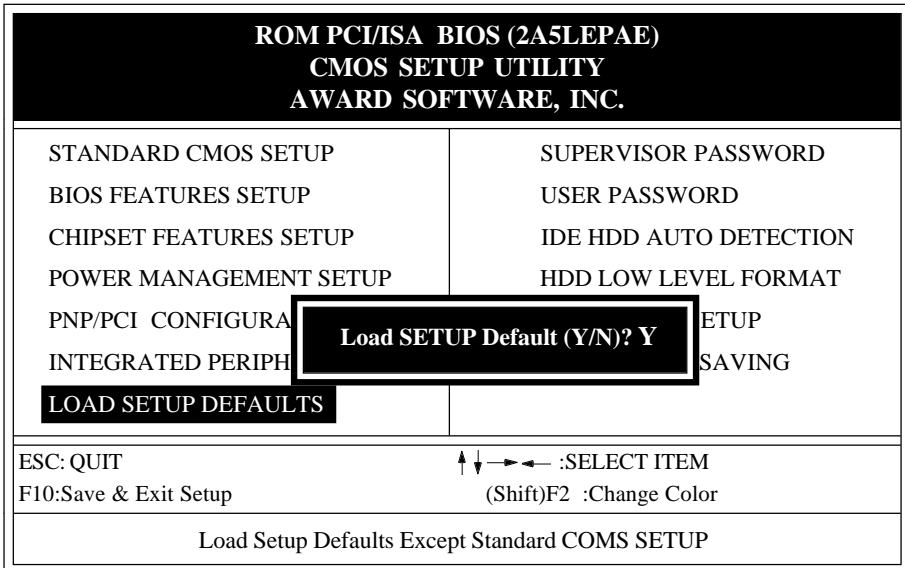 ROM PCI/ISA BIOS (2A5LEPAE)
CMOS SETUP UTILITY
AWARD SOFTWARE, INC.
STANDARD CMOS SETUP
BIOS FEATURES SETUP
CHIPSET FEATURES SETUP
POWER MANAGEMENT SETUP
PNP/PCI CONFIGURA
INTEGRATED PERIPH
LOAD SETUP DEFAULTS
SUPERVISOR PASSWORD
USER PASSWORD
IDE HDD AUTO DETECTION
HDD LOW LEVEL FORMAT
ETUP
SAVING
Load SETUP Default (Y/N)? Y
ESC: QUIT
F10:Save & Exit Setup
:SELECT ITEM
(Shift)F2 :Change Color
Load Setup Defaults Except Standard COMS SETUP